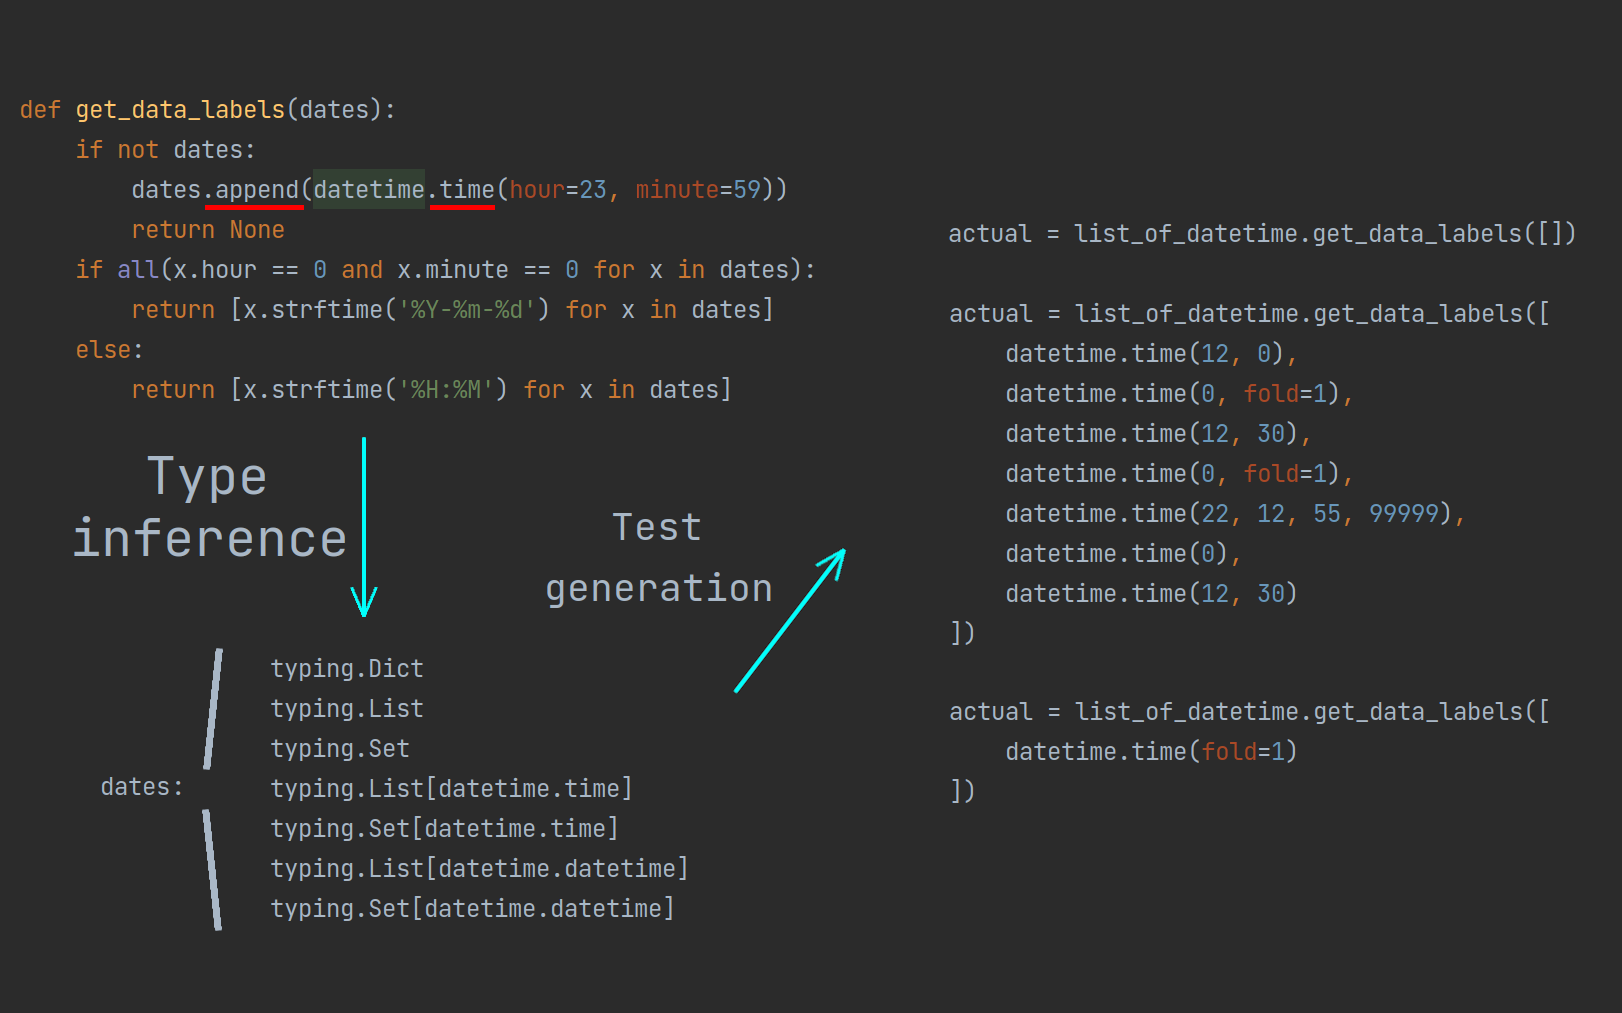 def get_data_labels(dates):
    if not dates:
        dates.append(datetime.time(hour=23, minute=59))
        return None
    if all(x.hour == 0 and x.minute == 0 for x in dates):
        return [x.strftime('%Y-%m-%d') for x in dates]
    else:
        return [x.strftime('%H:%M') for x in dates]
Type
inference
Test
generation
dates:
typing.Dict
typing.List
typing.Set
typing.List[datetime.time]
typing.Set[datetime.time]
typing.List[datetime.datetime]
typing.Set[datetime.datetime]
actual = list_of_datetime.get_data_labels([])
actual = list_of_datetime.get_data_labels([
    datetime.time(12, 0),
    datetime.time(0, fold=1),
    datetime.time(12, 30),
    datetime.time(0, fold=1),
    datetime.time(22, 12, 55, 99999),
    datetime.time(0),
    datetime.time(12, 30)
])
actual = list_of_datetime.get_data_labels([
    datetime.time(fold=1)
])